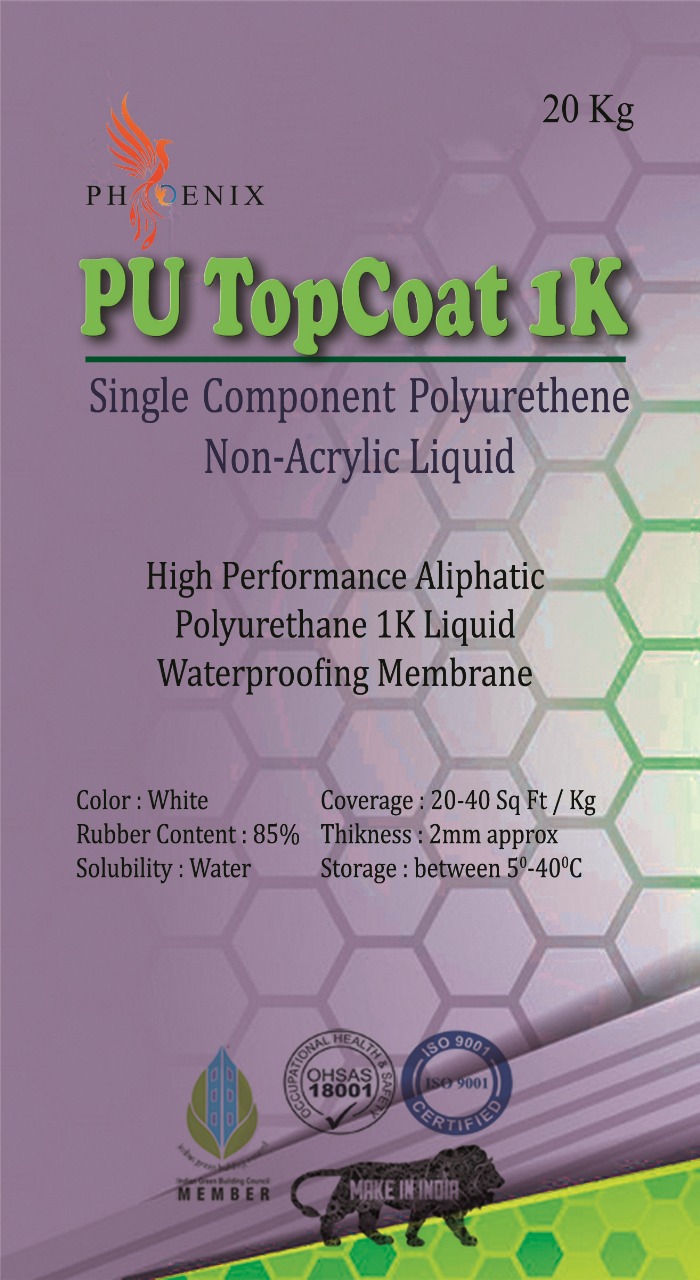 20 Kg
PHOENIX
PU TopCoat 1K
Single Component Polyurethene
Non-Acrylic Liquid
High Performance Aliphatic
Polyurethane 1K Liquid
Waterproofing Membrane
Color : White
Rubber Content : 85%
Solubility : Water
Coverage : 20-40 Sq Ft / Kg
Thikness : 2mm approx
Storage : between 5⁰-40⁰C
OCCUPATIONAL HEALTH & SAFETY
OHSAS
18001
ISO 9001
ISO 9001
CERTIFIED
Indian Green Building Council
MEMBER
MAKE IN INDIA